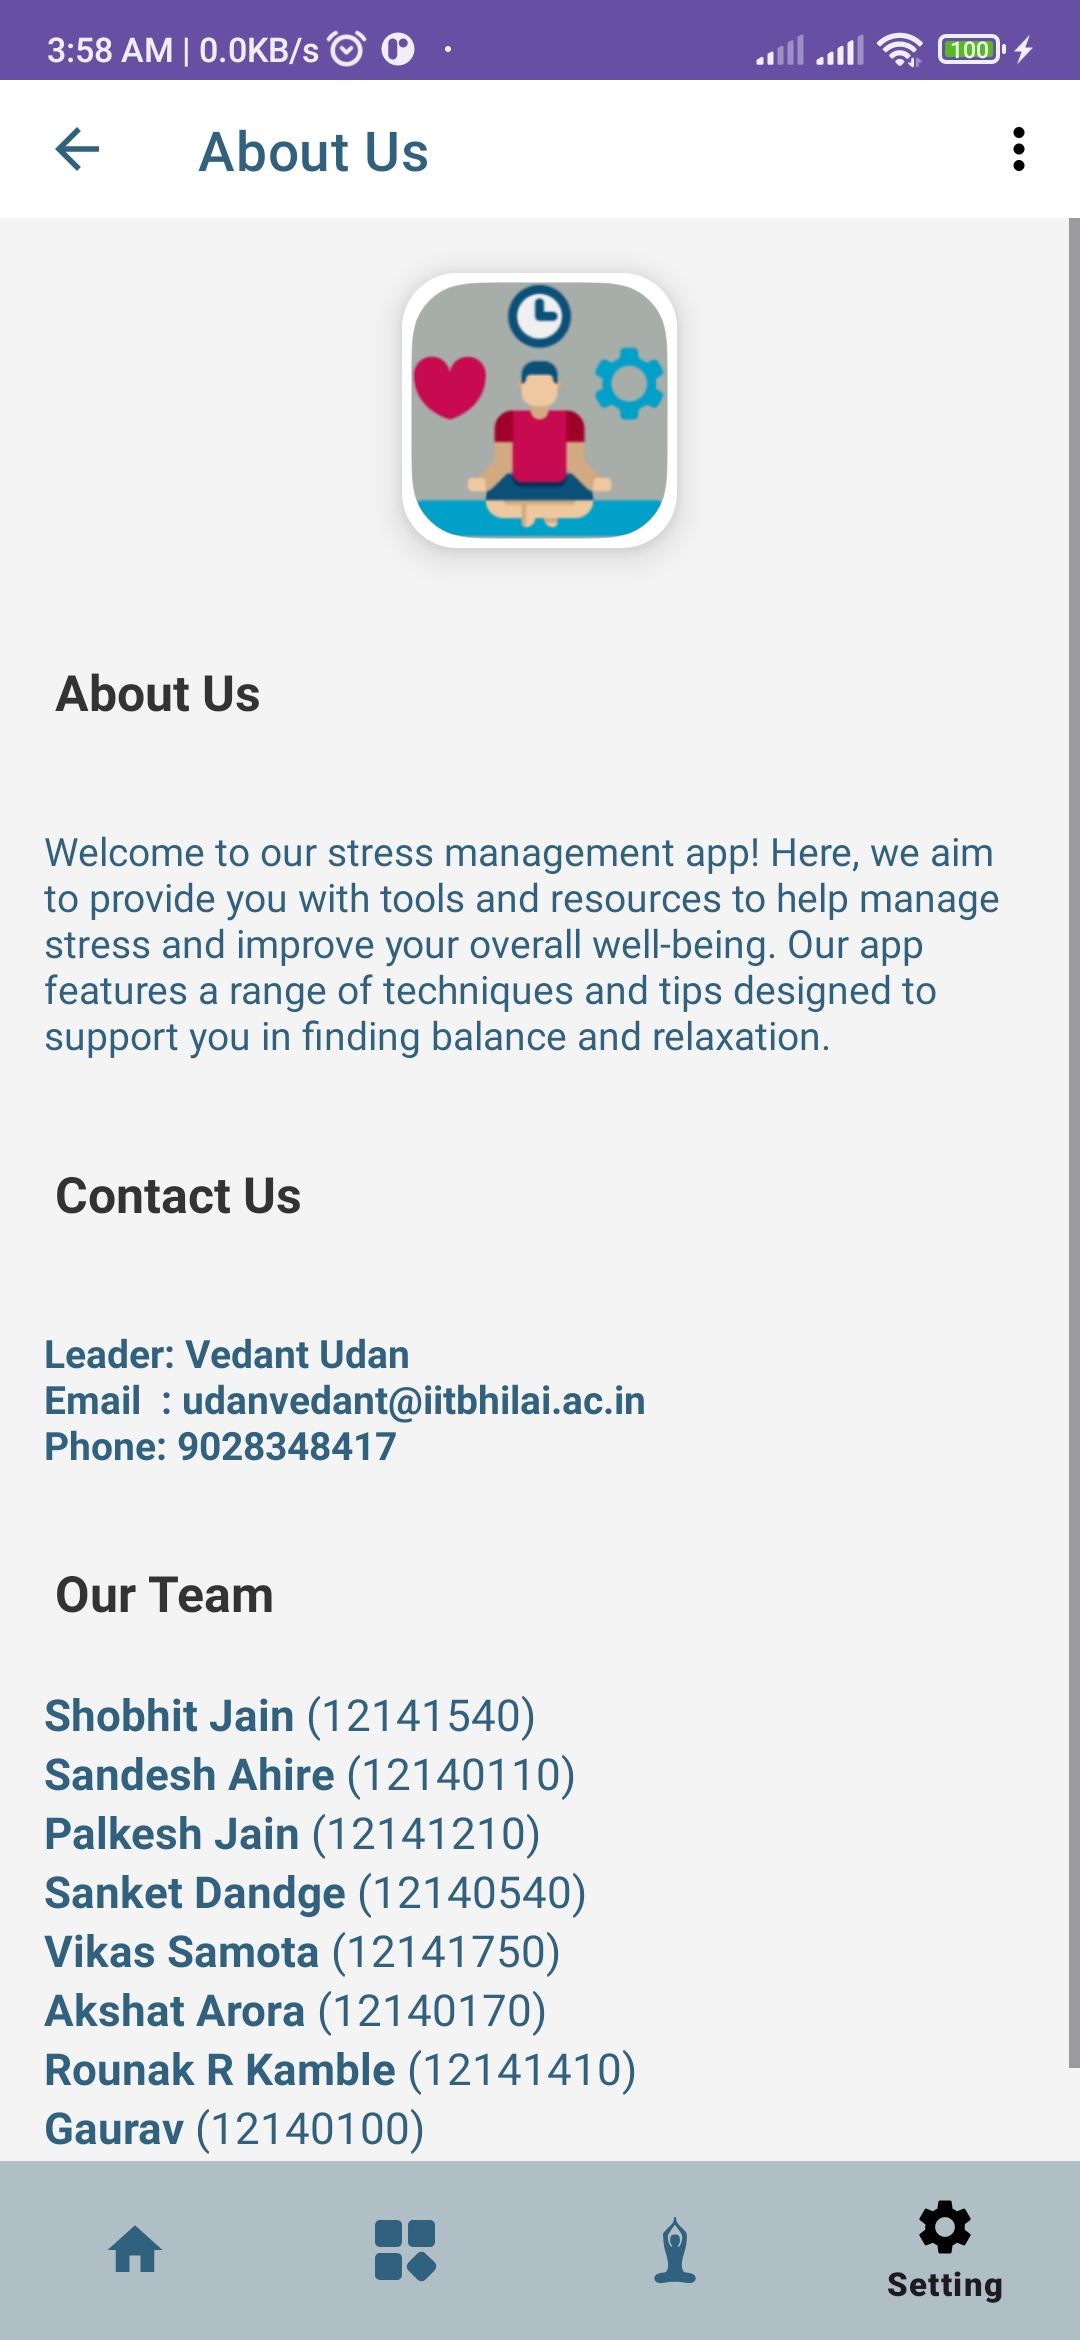 3:58 AM | 0.0KB/s
100
About Us
About Us
Welcome to our stress management app! Here, we aim
to provide you with tools and resources to help manage
stress and improve your overall well-being. Our app
features a range of techniques and tips designed to
support you in finding balance and relaxation.
Contact Us
Leader: Vedant Udan
Email  : udanvedant@iitbhilai.ac.in
Phone: 9028348417
Our Team
Shobhit Jain (12141540)
Sandesh Ahire (12140110)
Palkesh Jain (12141210)
Sanket Dandge (12140540)
Vikas Samota (12141750)
Akshat Arora (12140170)
Rounak R Kamble (12141410)
Gaurav (12140100)
Setting